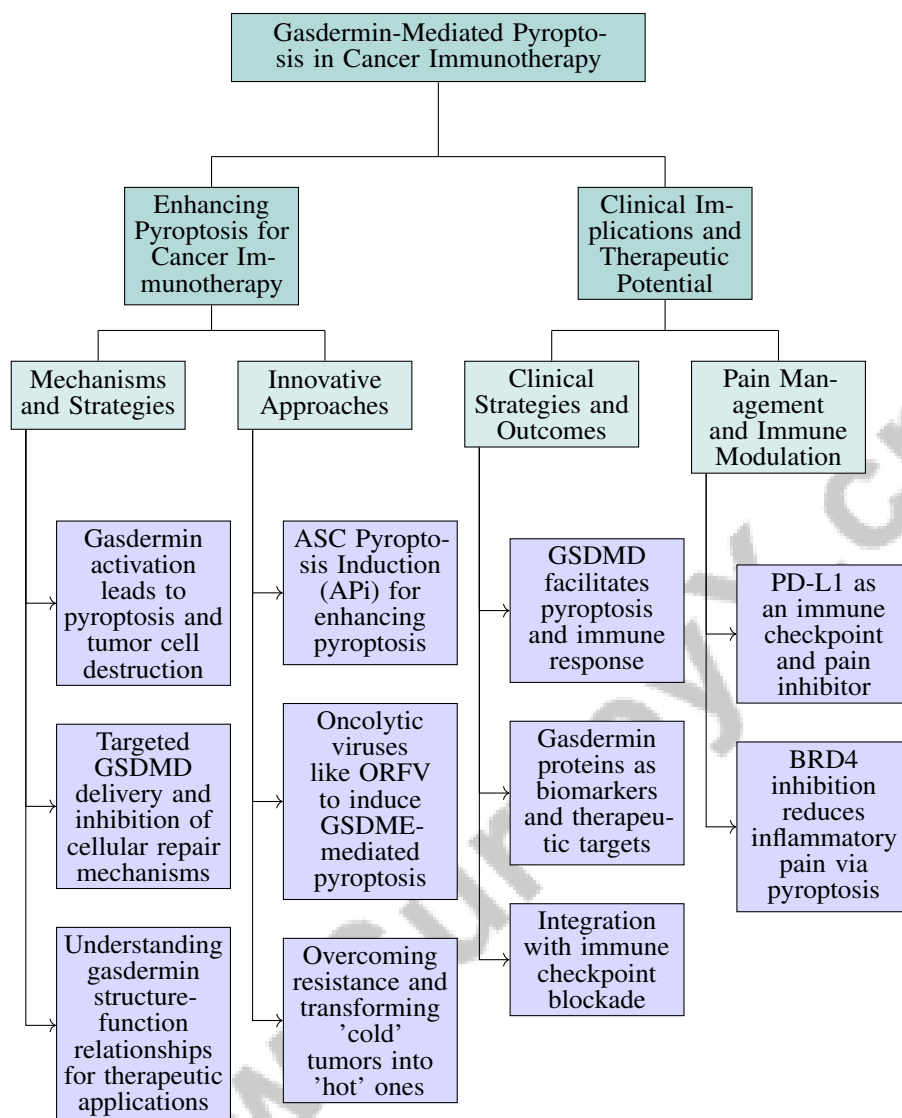 Gasdermin-Mediated Pyropto-
sis in Cancer Immunotherapy
Enhancing
Pyroptosis for
Cancer Im-
munotherapy
Clinical Im-
plications and
Therapeutic
Potential
Mechanisms
and Strategies
Innovative
Approaches
Clinical
Strategies and
Outcomes
Pain Man-
agement
and Immune
Modulation
Gasdermin
activation
leads to
pyroptosis and
tumor cell
destruction
Targeted
GSDMD
delivery and
inhibition of
cellular repair
mechanisms
Understanding
gasdermin
structure-
function
relationships
for therapeutic
applications
ASC Pyropto-
sis Induction
(APi) for
enhancing
pyroptosis
Oncolytic
viruses
like ORFV
to induce
GSDME-
mediated
pyroptosis
Overcoming
resistance and
transforming
'cold'
tumors into
'hot' ones
GSDMD
facilitates
pyroptosis
and immune
response
Gasdermin
proteins as
biomarkers
and therapeu-
tic targets
Integration
with immune
checkpoint
blockade
PD-L1 as
an immune
checkpoint
and pain
inhibitor
BRD4
inhibition
reduces
inflammatory
pain via
pyroptosis